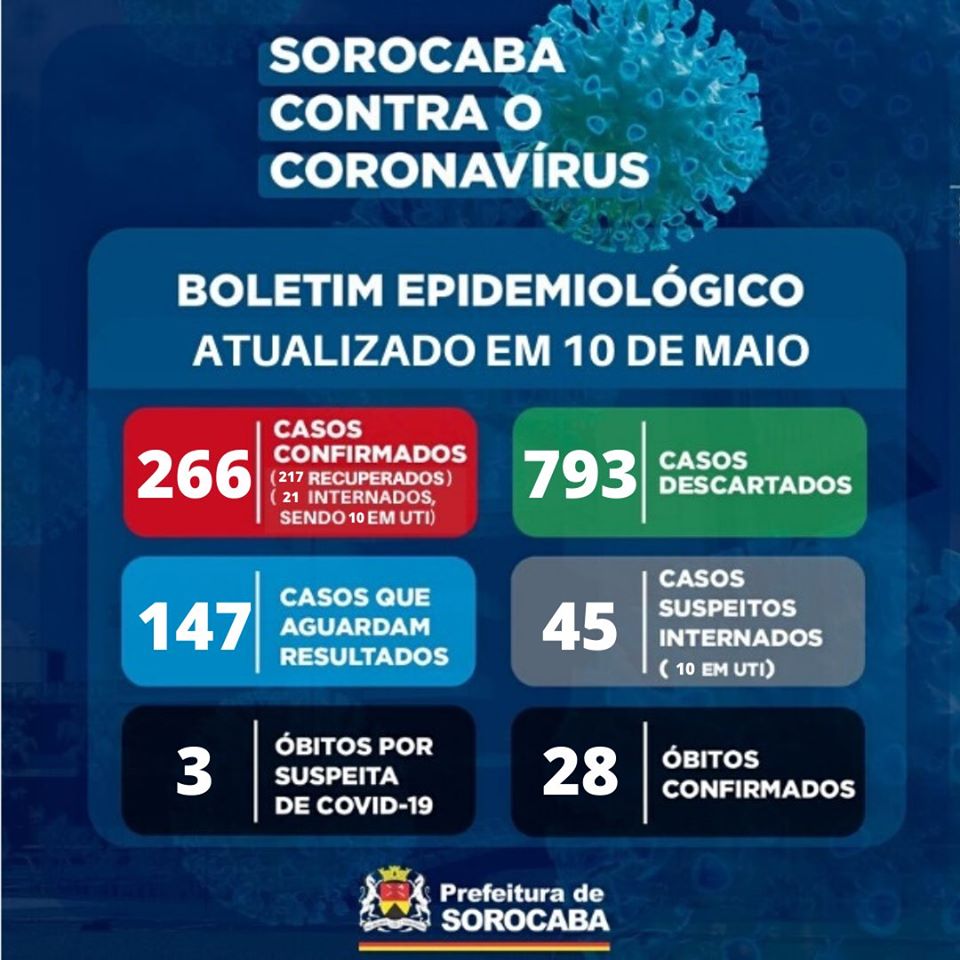 SOROCABA
CONTRA O
CORONAVÍRUS
BOLETIM EPIDEMIOLÓGICO
ATUALIZADO EM 10 DE MAIO
266
CASOS
CONFIRMADOS
(217 RECUPERADOS)
( 21 INTERNADOS,
SENDO 10 EM UTI)
793
CASOS
DESCARTADOS
147
CASOS QUE
AGUARDAM
RESULTADOS
45
CASOS
SUSPEITOS
INTERNADOS
( 10 EM UTI)
3
ÓBITOS POR
SUSPEITA
DE COVID-19
28
ÓBITOS
CONFIRMADOS
Prefeitura de
SOROCABA